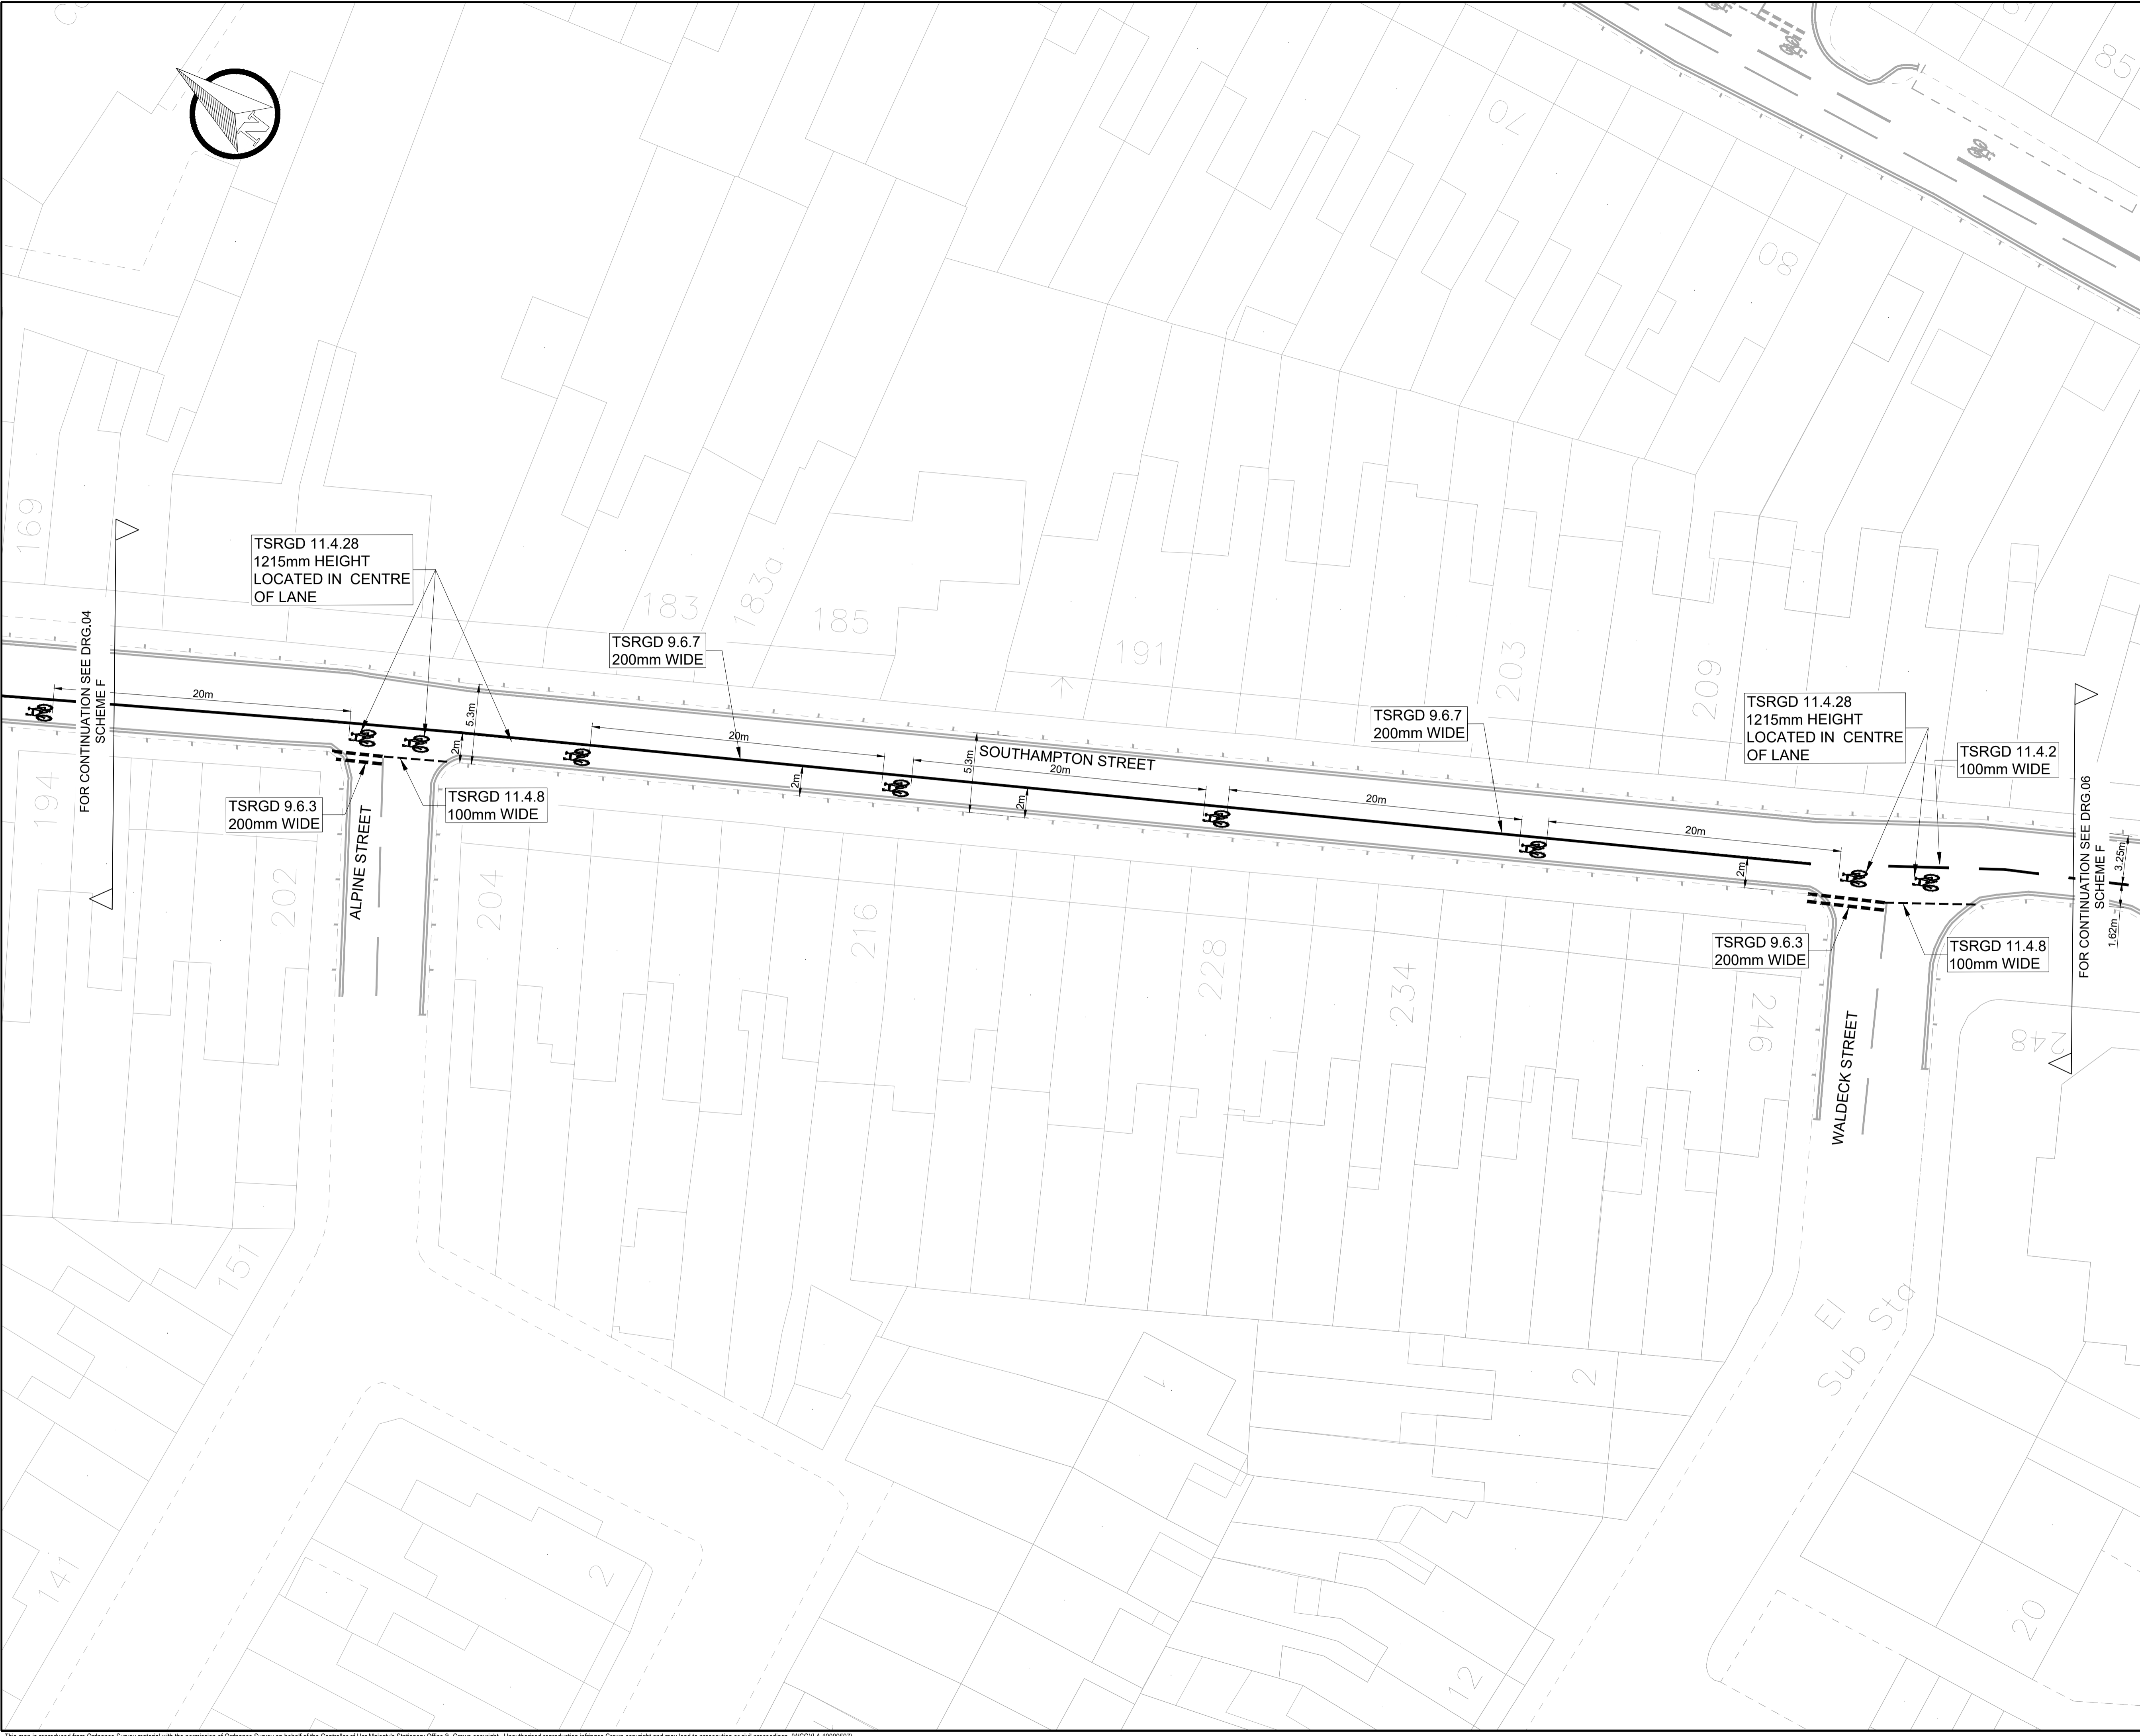 N
85
70
80
169
TSRGD 11.4.28
1215mm HEIGHT
LOCATED IN CENTRE
OF LANE
183
183a
185
TSRGD 9.6.7
200mm WIDE
191
203
209
FOR CONTINUATION SEE DRG.04
SCHEME F
20m
5.3m
2m
20m
2m
5.3m
SOUTHAMPTON STREET
20m
2m
TSRGD 9.6.7
200mm WIDE
20m
20m
2m
TSRGD 11.4.28
1215mm HEIGHT
LOCATED IN CENTRE
OF LANE
TSRGD 11.4.2
100mm WIDE
FOR CONTINUATION SEE DRG.06
SCHEME F
3.25m
1.62m
194
TSRGD 9.6.3
200mm WIDE
TSRGD 11.4.8
100mm WIDE
ALPINE STREET
202
204
216
228
234
246
TSRGD 9.6.3
200mm WIDE
TSRGD 11.4.8
100mm WIDE
WALDECK STREET
248
151
141
2
1
2
12
El
Sub Sta
20